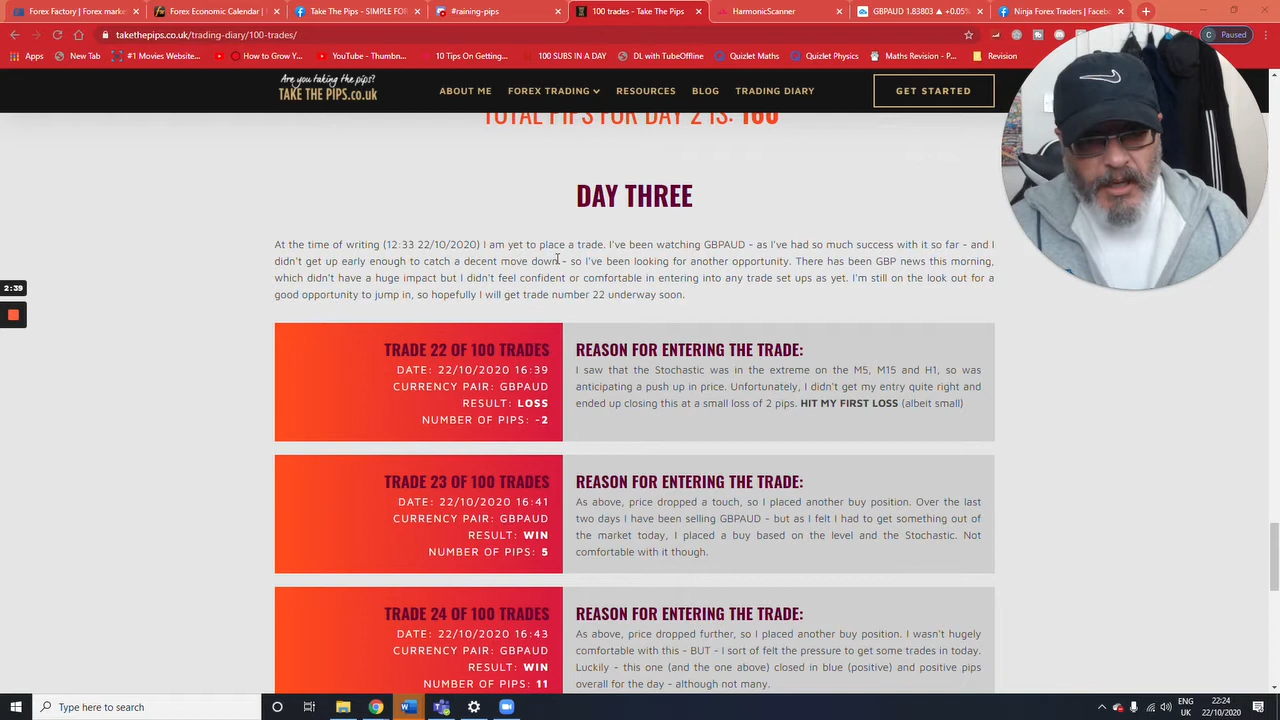 Forex market
Forex Economic Calendar |
Take The Pips - SIMPLE FOR
#raining-pips
100 trades - Take The Pips
HarmonicScanner
GBPAUD 1.83803 ▲ +0.05%
Ninja Forex Traders | Faceb
takethepips.co.uk/trading-diary/100-trades/
Paused
Apps
New Tab
#1 Movies Website...
How to Grow Your...
YouTube - Thumbn...
10 Tips On Getting...
100 SUBS IN A DAY
DL with TubeOffline
Quizlet Maths
Quizlet Physics
Maths Revision - P...
Revision
Are you taking the pips?
TAKE THE PIPS.co.uk
ABOUT ME
FOREX TRADING
RESOURCES
BLOG
TRADING DIARY
GET STARTED
TOTAL PIPS FOR DAY 2 IS: 160
DAY THREE
At the time of writing (12:33 22/10/2020) I am yet to place a trade. I've been watching GBPAUD - as I've had so much success with it so far - and I
didn't get up early enough to catch a decent move down - so I've been looking for another opportunity. There has been GBP news this morning,
which didn't have a huge impact but I didn't feel confident or comfortable in entering into any trade set ups as yet. I'm still on the look out for a
good opportunity to jump in, so hopefully I will get trade number 22 underway soon.
2:39
TRADE 22 OF 100 TRADES
DATE: 22/10/2020 16:39
CURRENCY PAIR: GBPAUD
RESULT: LOSS
NUMBER OF PIPS: -2
REASON FOR ENTERING THE TRADE:
I saw that the Stochastic was in the extreme on the M5, M15 and H1, so was
anticipating a push up in price. Unfortunately, I didn't get my entry quite right and
ended up closing this at a small loss of 2 pips. HIT MY FIRST LOSS (albeit small)
TRADE 23 OF 100 TRADES
DATE: 22/10/2020 16:41
CURRENCY PAIR: GBPAUD
RESULT: WIN
NUMBER OF PIPS: 5
REASON FOR ENTERING THE TRADE:
As above, price dropped a touch, so I placed another buy position. Over the last
two days I have been selling GBPAUD - but as I felt I had to get something out of
the market today, I placed a buy based on the level and the Stochastic. Not
comfortable with it though.
TRADE 24 OF 100 TRADES
DATE: 22/10/2020 16:43
CURRENCY PAIR: GBPAUD
RESULT: WIN
NUMBER OF PIPS: 11
REASON FOR ENTERING THE TRADE:
As above, price dropped further, so I placed another buy position. I wasn't hugely
comfortable with this - BUT - I sort of felt the pressure to get some trades in today.
Luckily - this one (and the one above) closed in blue (positive) and positive pips
overall for the day - although not many.
Type here to search
ENG
UK
22:24
22/10/2020